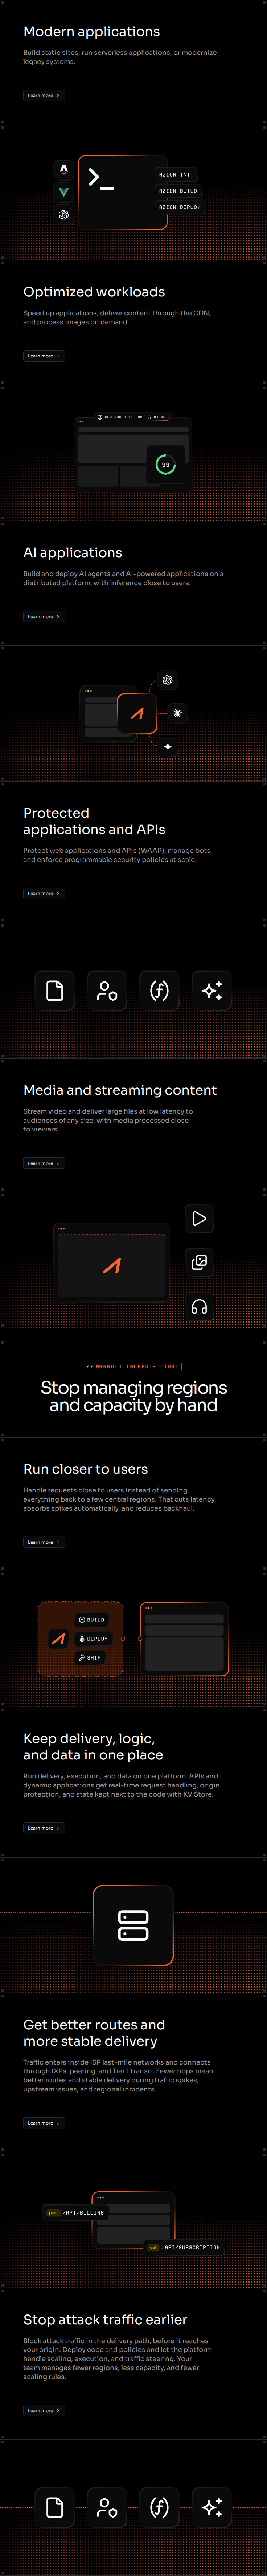 Modern applications
Build static sites, run serverless applications, or modernize
legacy systems.
Learn more
AZION INIT
AZION BUILD
AZION DEPLOY
Optimized workloads
Speed up applications, deliver content through the CDN,
and process images on demand.
Learn more
WWW.YOURSITE.COM
SECURE
99
AI applications
Build and deploy AI agents and AI-powered applications on a
distributed platform, with inference close to users.
Learn more
Protected
applications and APIs
Protect web applications and APIs (WAAP), manage bots,
and enforce programmable security policies at scale.
Learn more
Media and streaming content
Stream video and deliver large files at low latency to
audiences of any size, with media processed close
to viewers.
Learn more
// MANAGED INFRASTRUCTURE
Stop managing regions
and capacity by hand
Run closer to users
Handle requests close to users instead of sending
everything back to a few central regions. That cuts latency,
absorbs spikes automatically, and reduces backhaul.
Learn more
BUILD
DEPLOY
SHIP
Keep delivery, logic,
and data in one place
Run delivery, execution, and data on one platform. APIs and
dynamic applications get real-time request handling, origin
protection, and state kept next to the code with KV Store.
Learn more
Get better routes and
more stable delivery
Traffic enters inside ISP last-mile networks and connects
through IXPs, peering, and Tier 1 transit. Fewer hops mean
better routes and stable delivery during traffic spikes,
upstream issues, and regional incidents.
Learn more
/API/BILLING
/API/SUBSCRIPTION
Stop attack traffic earlier
Block attack traffic in the delivery path, before it reaches
your origin. Deploy code and policies and let the platform
handle scaling, execution, and traffic steering. Your
team manages fewer regions, less capacity, and fewer
scaling rules.
Learn more